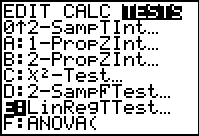 EDIT CALC TESTS
0↑2-SampTInt…
A:1-PropZInt…
B:2-PropZInt…
C:χ²-Test…
D:2-SampFTest…
E:LinRegTTest…
F:ANOVA(